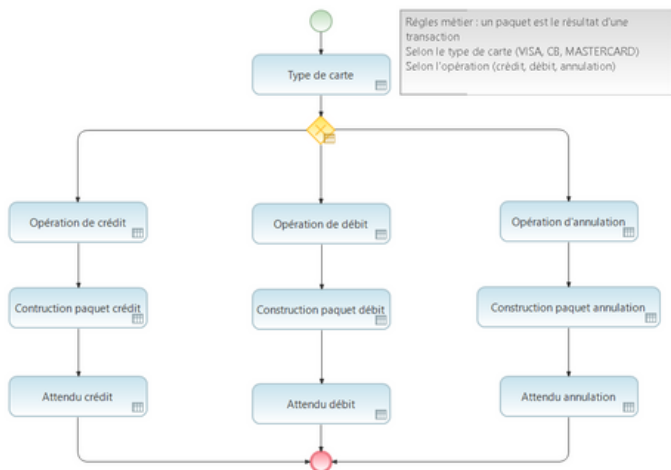 Régles métier : un paquet est le résultat d'une
transaction
Selon le type de carte (VISA, CB, MASTERCARD)
Selon l'opération (crédit, débit, annulation)
Type de carte
Opération de crédit
Opération de débit
Opération d'annulation
Contruction paquet crédit
Construction paquet débit
Construction paquet annulation
Attendu crédit
Attendu débit
Attendu annulation